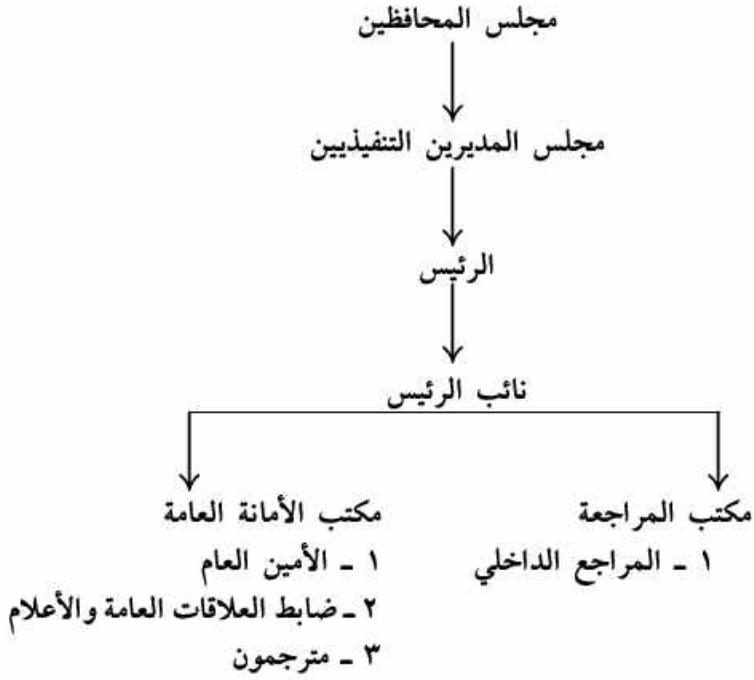 مجلس المحافظين
مجلس المديرين التنفيذيين
الرئيس
نائب الرئيس
مكتب المراجعة
١ ـ المراجع الداخلي
مكتب الأمانة العامة
١ ـ الأمين العام
٢ ـ ضابط العلاقات العامة والأعلام
٣ ـ مترجمون